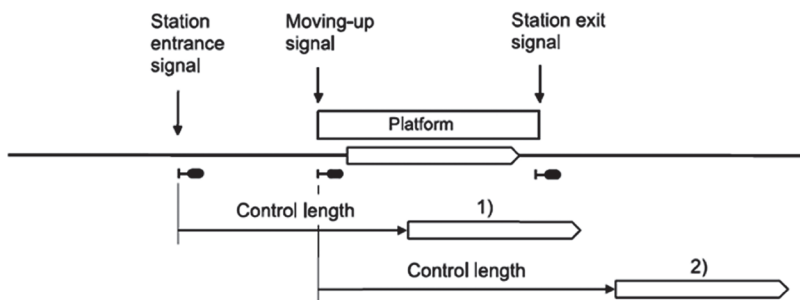 Station
entrance
signal
Moving-up
signal
Station exit
signal
Platform
Control length
1)
Control length
2)